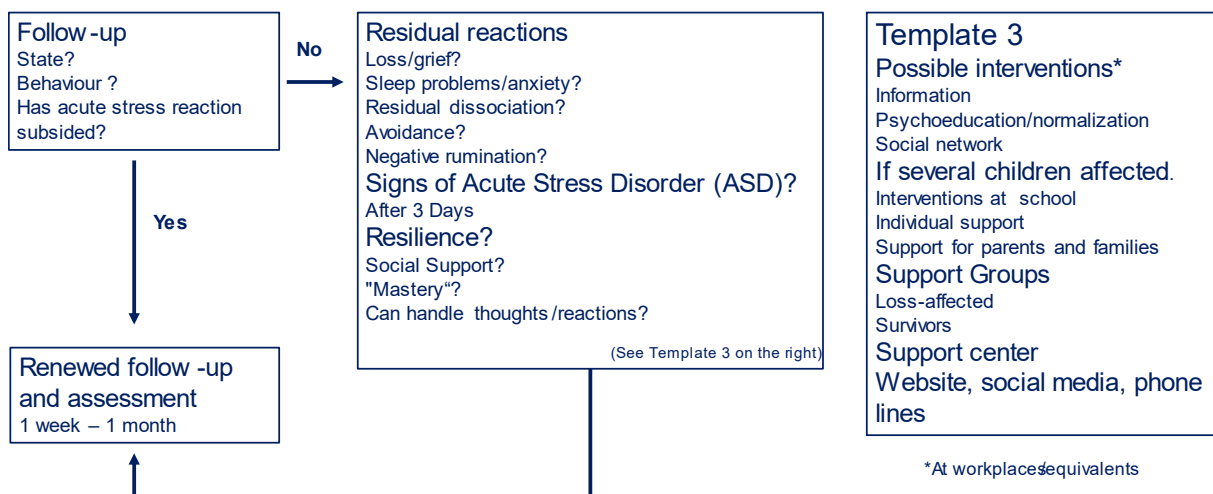 Follow-up
State?
Behaviour ?
Has acute stress reaction
subsided?
No
Yes
Renewed follow -up
and assessment
1 week – 1 month
Residual reactions
Loss/grief?
Sleep problems/anxiety?
Residual dissociation?
Avoidance?
Negative rumination?
Signs of Acute Stress Disorder (ASD)?
After 3 Days
Resilience?
Social Support?
"Mastery“?
Can handle thoughts/reactions?
(See Template 3 on the right)
Template 3
Possible interventions*
Information
Psychoeducation/normalization
Social network
If several children affected.
Interventions at school
Individual support
Support for parents and families
Support Groups
Loss-affected
Survivors
Support center
Website, social media, phone
lines
*At workplaces/equivalents